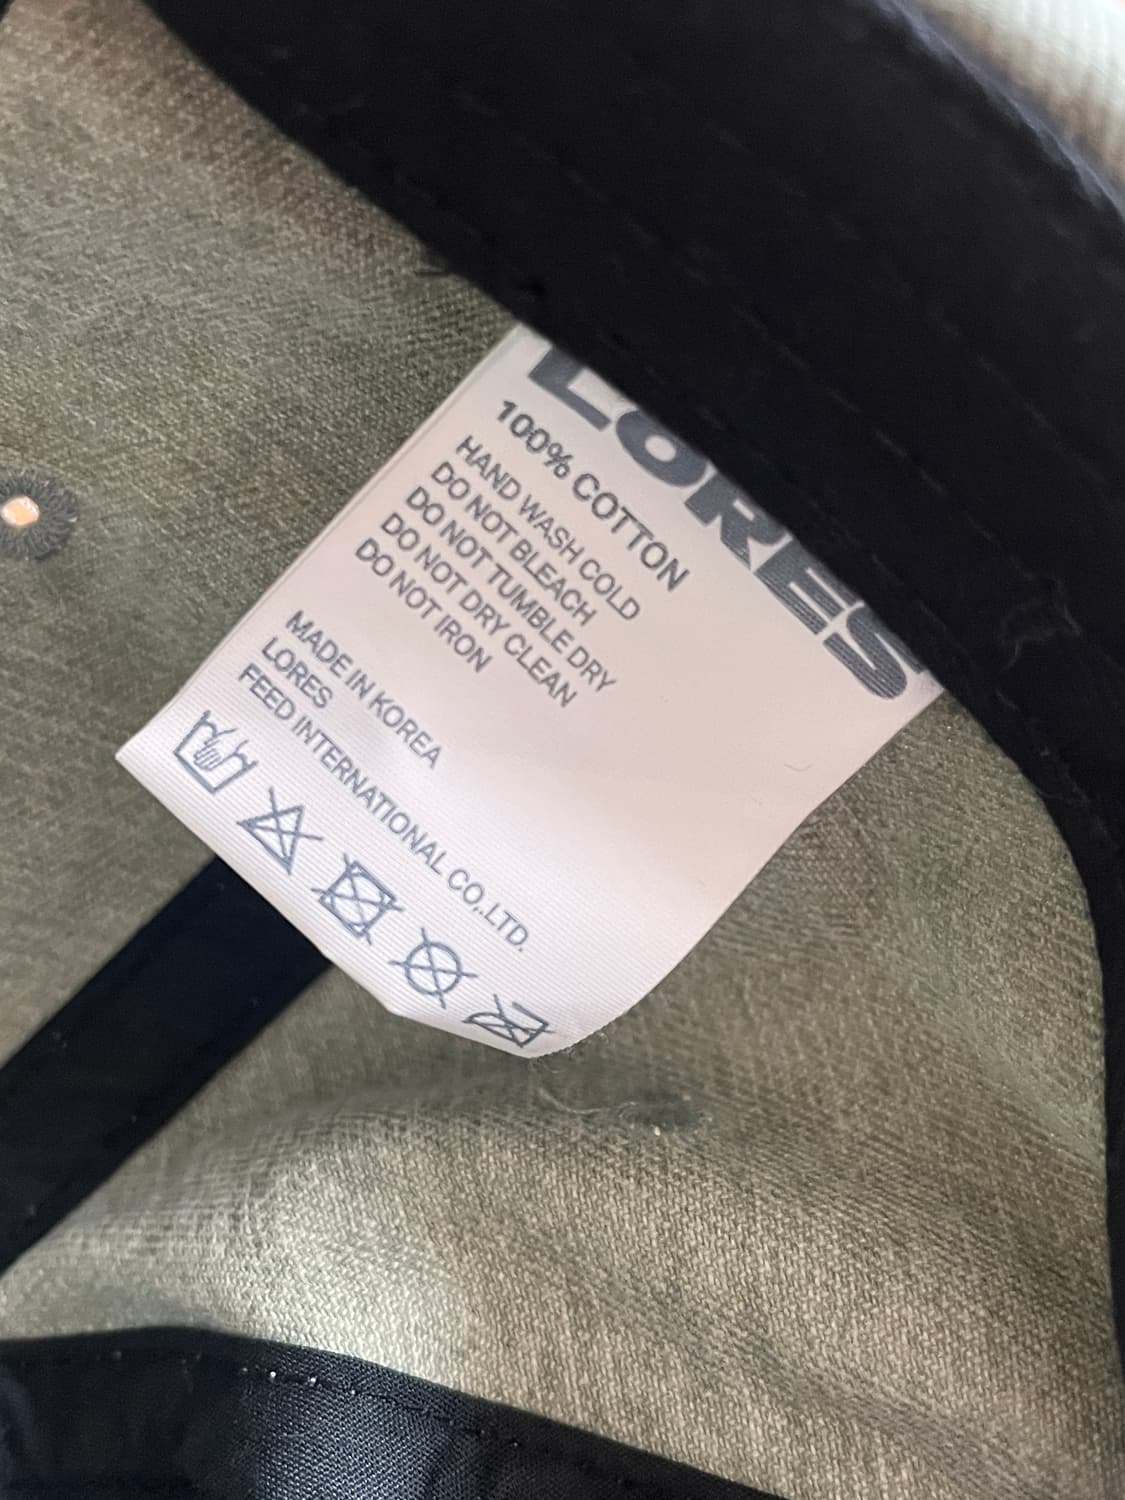 LORES
100% COTTON
HAND WASH COLD
DO NOT BLEACH
DO NOT TUMBLE DRY
DO NOT DRY CLEAN
DO NOT IRON
MADE IN KOREA
LORES
FEED INTERNATIONAL CO,.LTD.